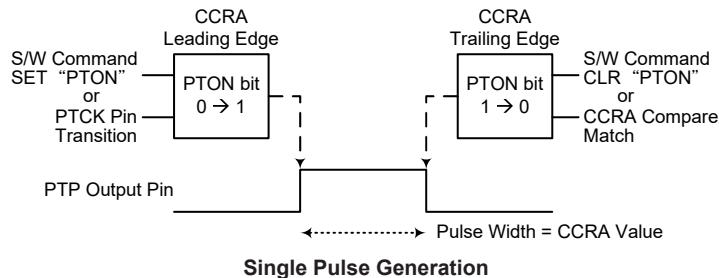 CCRA
Leading Edge
CCRA
Trailing Edge
S/W Command
SET “PTON”
or
PTCK Pin
Transition
PTON bit
0 → 1
PTON bit
1 → 0
S/W Command
CLR “PTON”
or
CCRA Compare
Match
PTP Output Pin
Pulse Width = CCRA Value
Single Pulse Generation